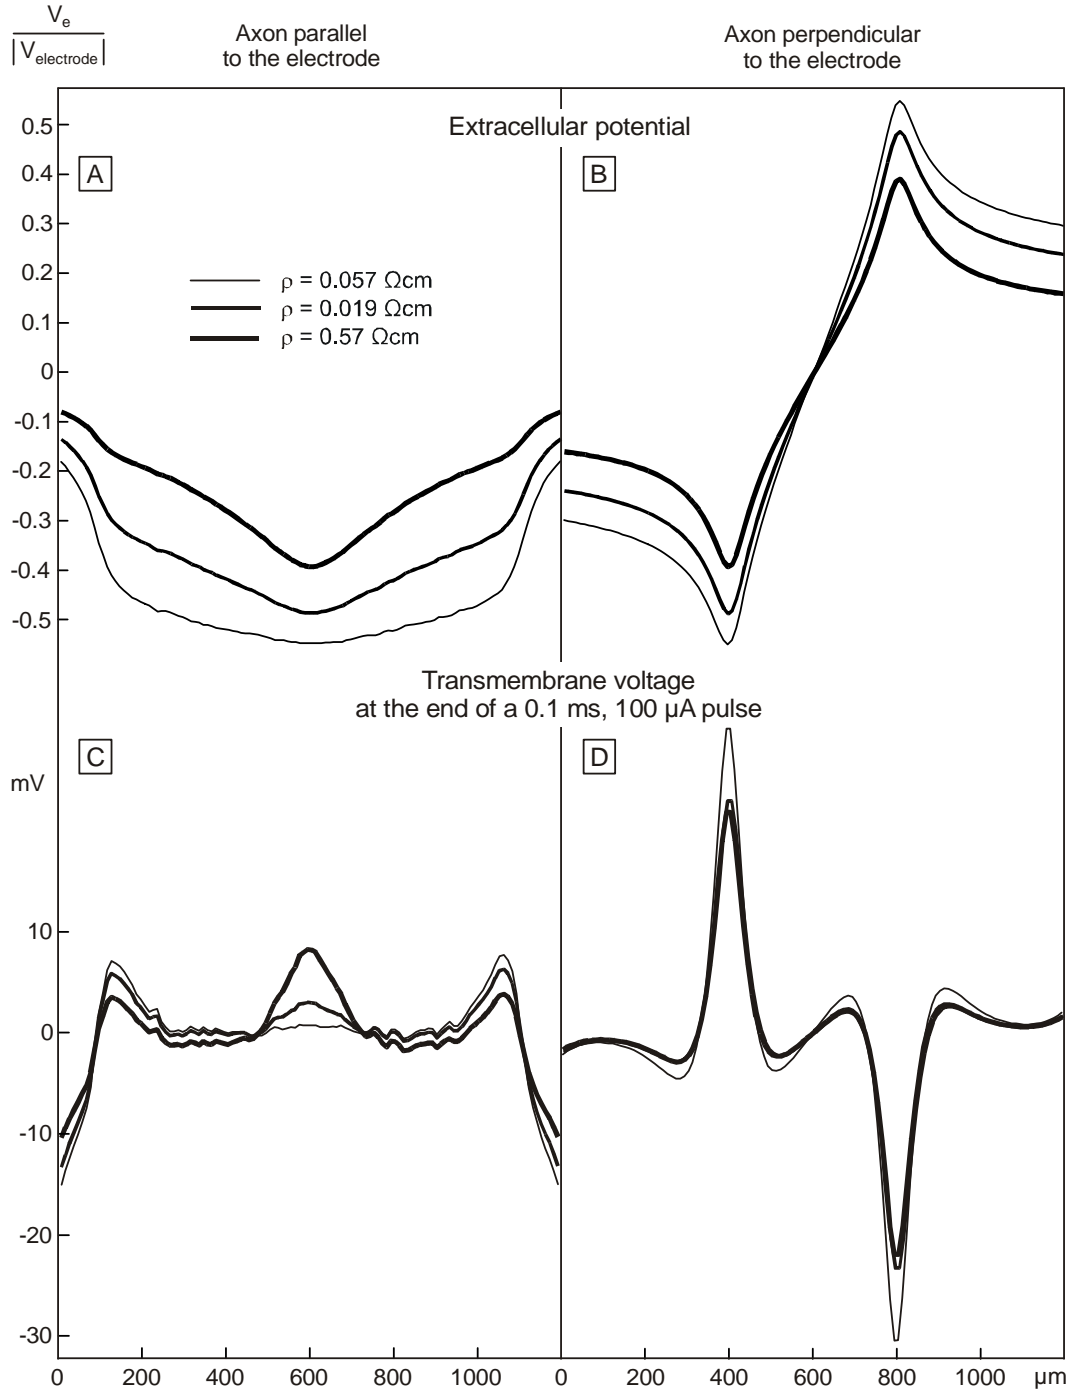 V_e
|V_electrode|
Axon parallel
to the electrode
Axon perpendicular
to the electrode
Extracellular potential
A
B
0.5
0.4
0.3
0.2
0.1
0
-0.1
-0.2
-0.3
-0.4
-0.5
ρ = 0.057 Ωcm
ρ = 0.019 Ωcm
ρ = 0.57 Ωcm
Transmembrane voltage
at the end of a 0.1 ms, 100 µA pulse
C
D
mV
10
0
-10
-20
-30
0 200 400 600 800 1000 0 200 400 600 800 1000 µm